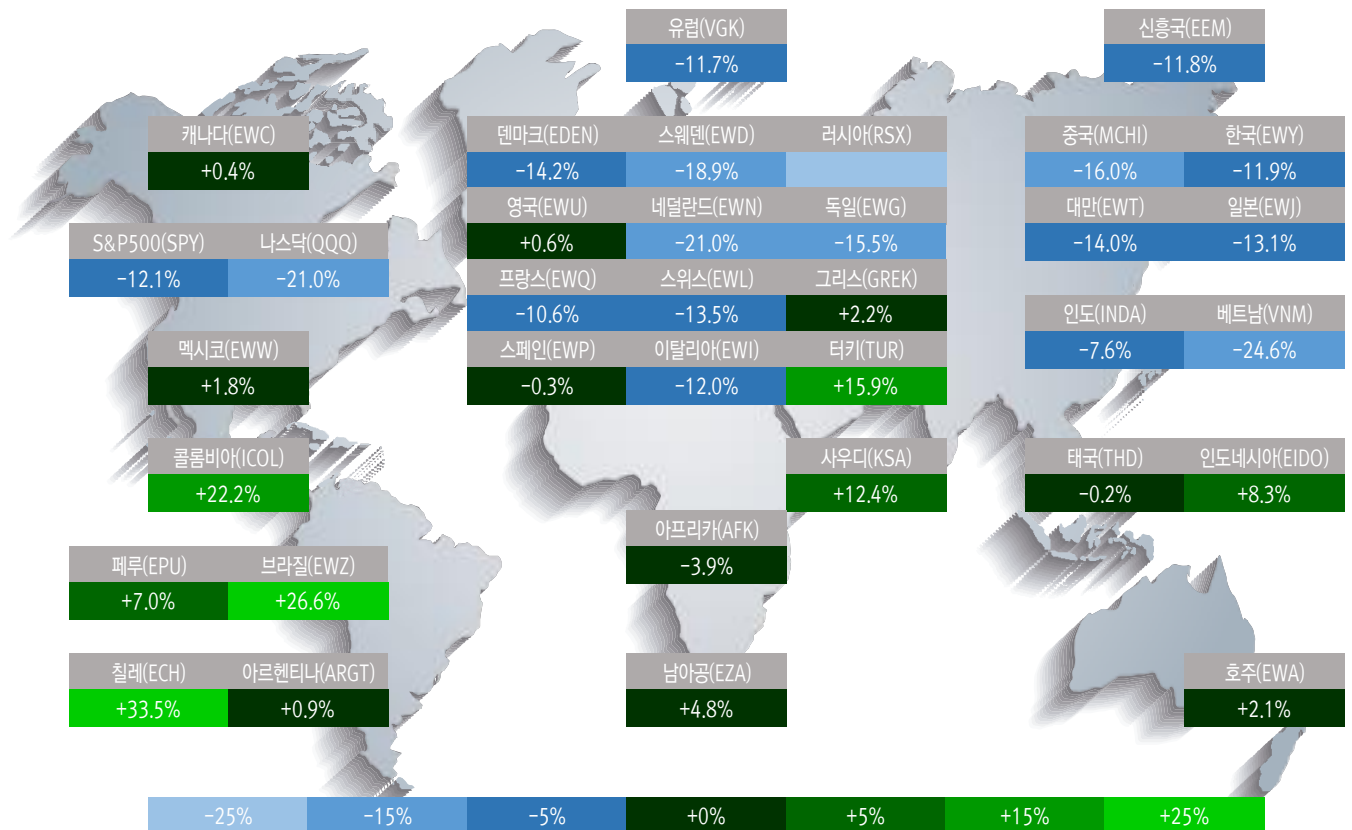 유럽(VGK) 신흥국(EEM)
−11.7% −11.8%
캐나다(EWC) 덴마크(EDEN) 스웨덴(EWD) 러시아(RSX) 중국(MCHI) 한국(EWY)
+0.4% −14.2% −18.9% −16.0% −11.9%
영국(EWU) 네덜란드(EWN) 독일(EWG) 대만(EWT) 일본(EWJ)
S&P500(SPY) 나스닥(QQQ) +0.6% −21.0% −15.5% −14.0% −13.1%
−12.1% −21.0% 프랑스(EWQ) 스위스(EWL) 그리스(GREK)
−10.6% −13.5% +2.2% 인도(INDA) 베트남(VNM)
멕시코(EWW) 스페인(EWP) 이탈리아(EWI) 터키(TUR) −7.6% −24.6%
+1.8% −0.3% −12.0% +15.9%
콜롬비아(ICOL) 사우디(KSA) 태국(THD) 인도네시아(EIDO)
+22.2% +12.4% −0.2% +8.3%
아프리카(AFK)
페루(EPU) 브라질(EWZ) −3.9%
+7.0% +26.6%
칠레(ECH) 아르헨티나(ARGT) 남아공(EZA) 호주(EWA)
+33.5% +0.9% +4.8% +2.1%
−25% −15% −5% +0% +5% +15% +25%